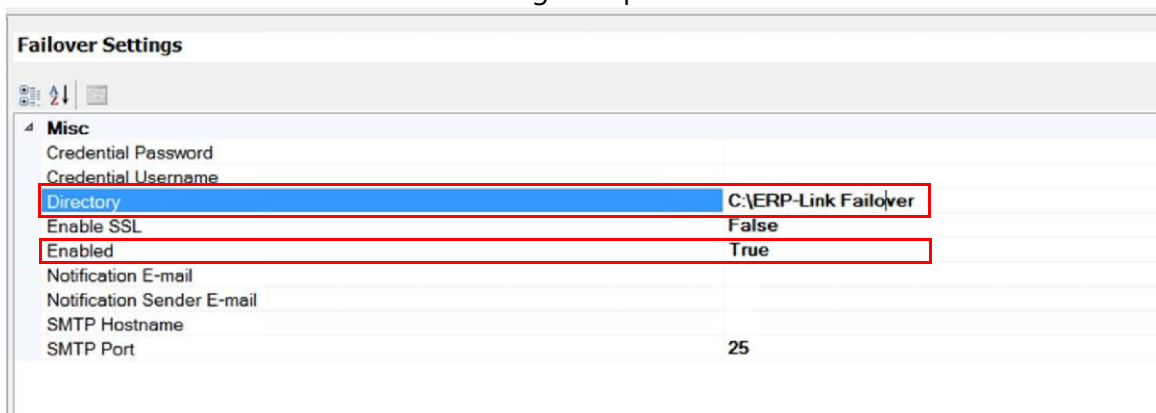 Failover Settings
Misc
Credential Password
Credential Username
Directory C:\ERP-Link Failover
Enable SSL False
Enabled True
Notification E-mail
Notification Sender E-mail
SMTP Hostname
SMTP Port 25